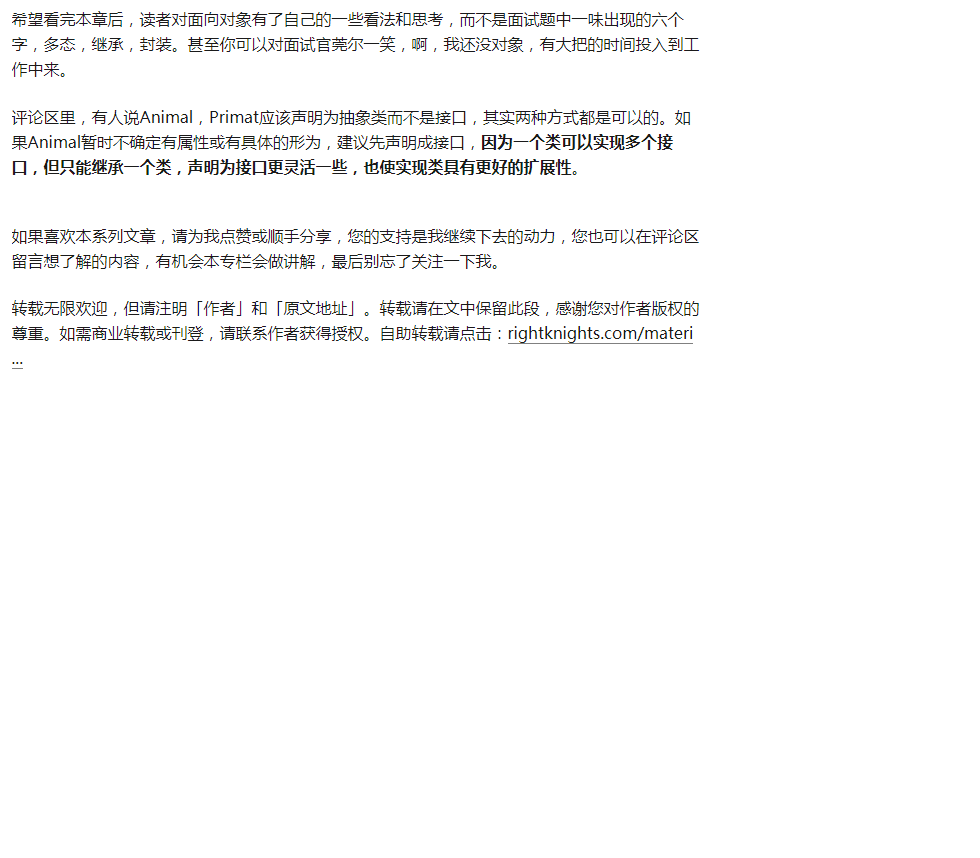 希望看完本章后，读者对面向对象有了自己的一些看法和思考，而不是面试题中一味出现的六个
字，多态，继承，封装。甚至你可以对面试官莞尔一笑，啊，我还没对象，有大把的时间投入到工
作中来。
评论区里，有人说Animal，Primat应该声明为抽象类而不是接口，其实两种方式都是可以的。如
果Animal暂时不确定有属性或有具体的形为，建议先声明成接口，因为一个类可以实现多个接
口，但只能继承一个类，声明为接口更灵活一些，也使实现类具有更好的扩展性。
如果喜欢本系列文章，请为我点赞或顺手分享，您的支持是我继续下去的动力，您也可以在评论区
留言想了解的内容，有机会本专栏会做讲解，最后别忘了关注一下我。
转载无限欢迎，但请注明「作者」和「原文地址」。转载请在文中保留此段，感谢您对作者版权的
尊重。如需商业转载或刊登，请联系作者获得授权。自助转载请点击：rightknights.com/materi
...